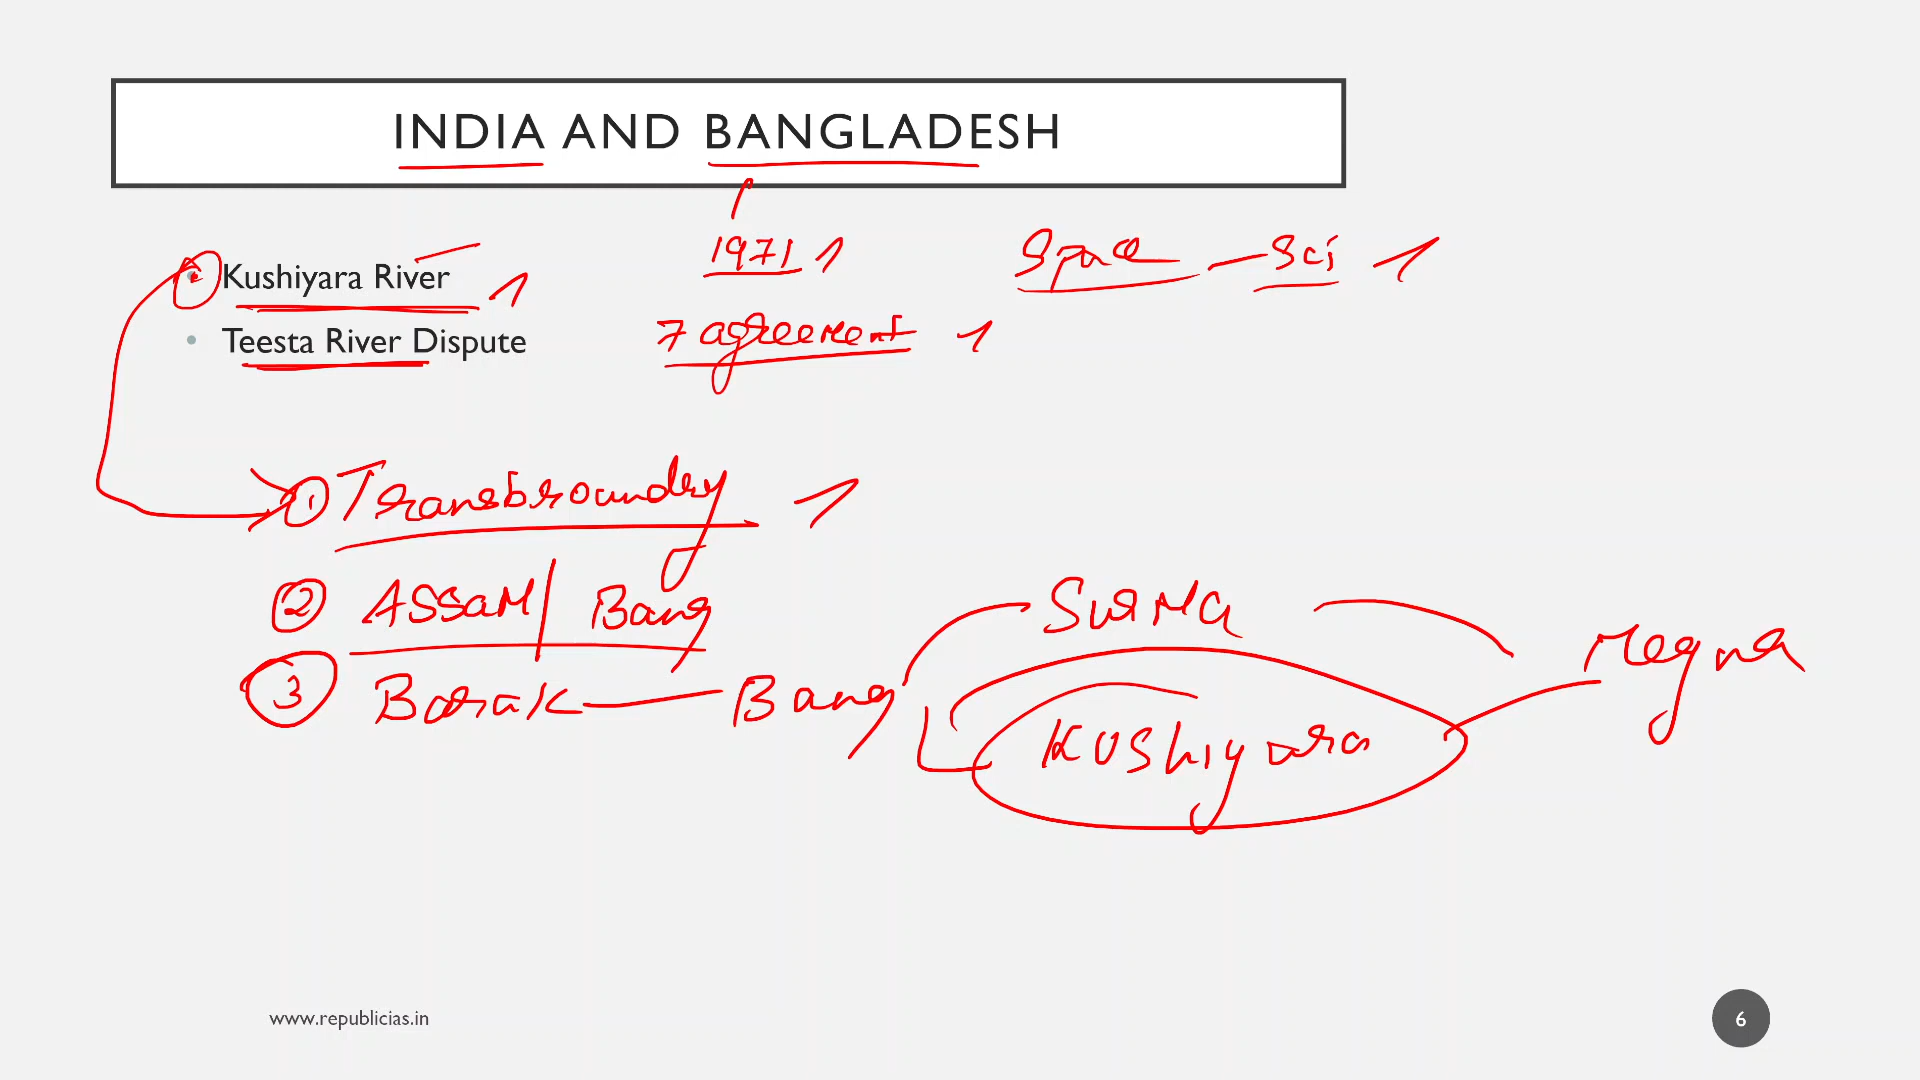 INDIA AND BANGLADESH
Kushiyara River
1971
Space - Sci
Teesta River Dispute
7 agreement
1 Transbroundry
2 ASSAM / Bang
Surma
3 Barak - Bang
Kushiyara
Megna
www.republicias.in
6